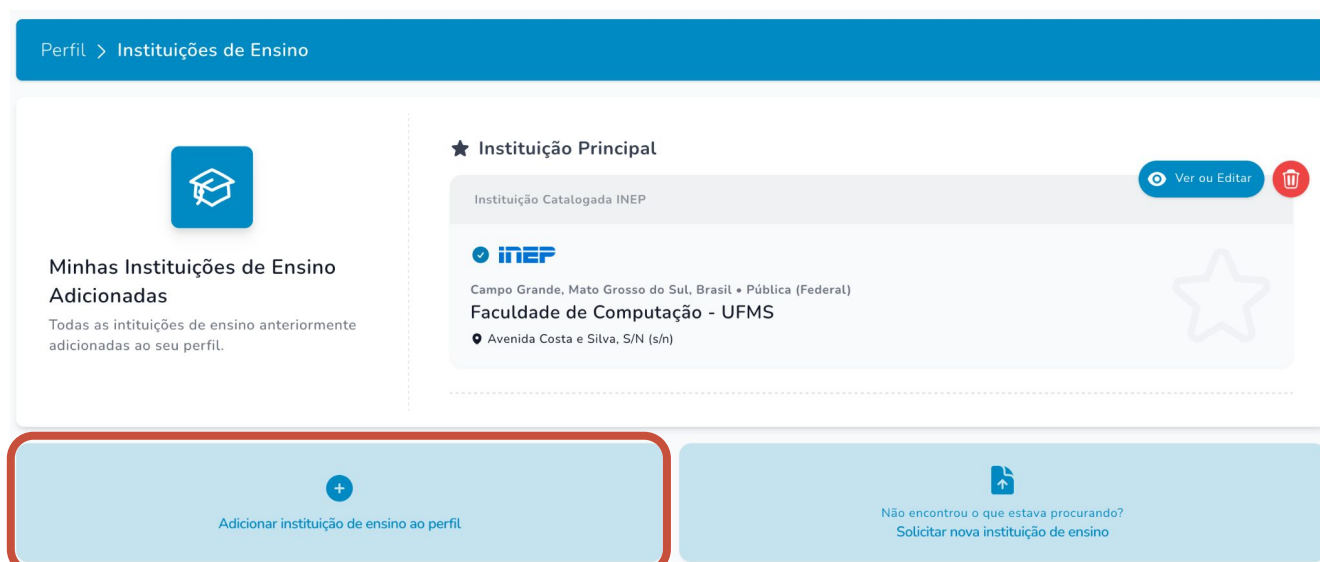 Perfil > Instituições de Ensino
Minhas Instituições de Ensino
Adicionadas
Todas as intituições de ensino anteriormente
adicionadas ao seu perfil.
Instituição Principal
Ver ou Editar
Instituição Catalogada INEP
inep
Campo Grande, Mato Grosso do Sul, Brasil • Pública (Federal)
Faculdade de Computação - UFMS
Avenida Costa e Silva, S/N (s/n)
Adicionar instituição de ensino ao perfil
Não encontrou o que estava procurando?
Solicitar nova instituição de ensino